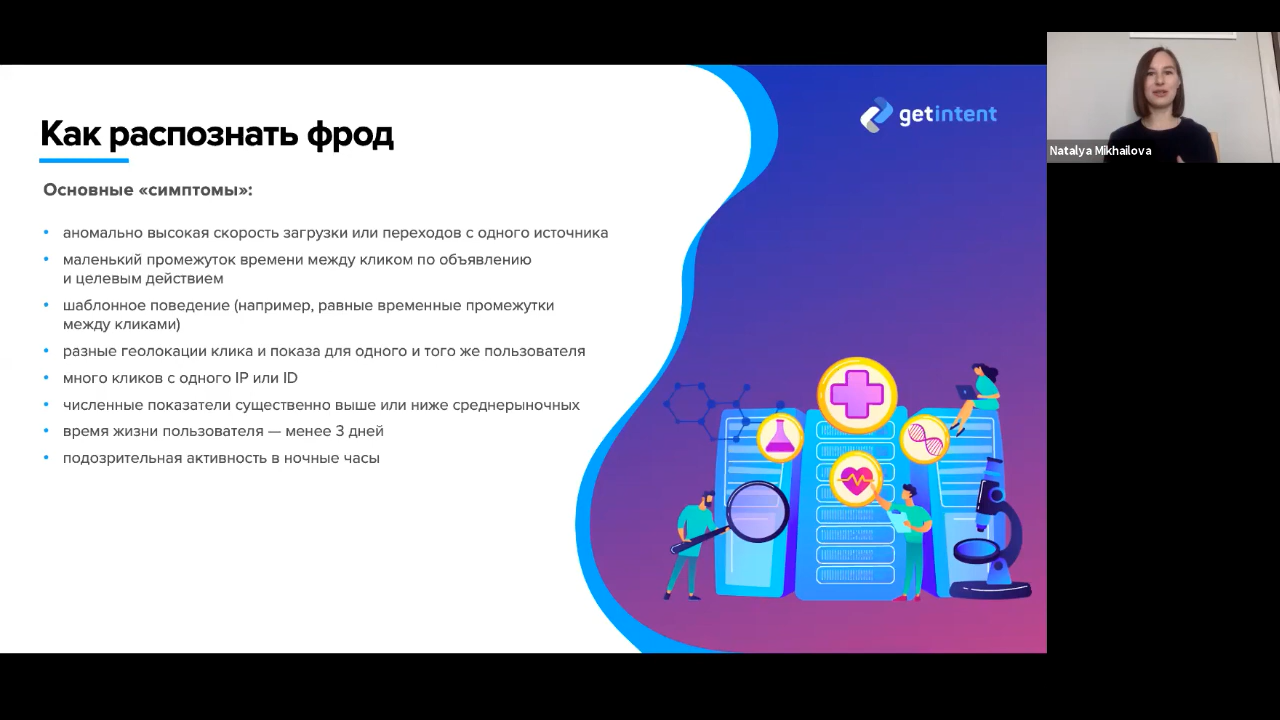 Как распознать фрод
Основные «симптомы»:
• аномально высокая скорость загрузки или переходов с одного источника
• маленький промежуток времени между кликом по объявлению
и целевым действием
• шаблонное поведение (например, равные временные промежутки
между кликами)
• разные геолокации клика и показа для одного и того же пользователя
• много кликов с одного IP или ID
• численные показатели существенно выше или ниже среднерыночных
• время жизни пользователя — менее 3 дней
• подозрительная активность в ночные часы
getintent
Natalya Mikhailova